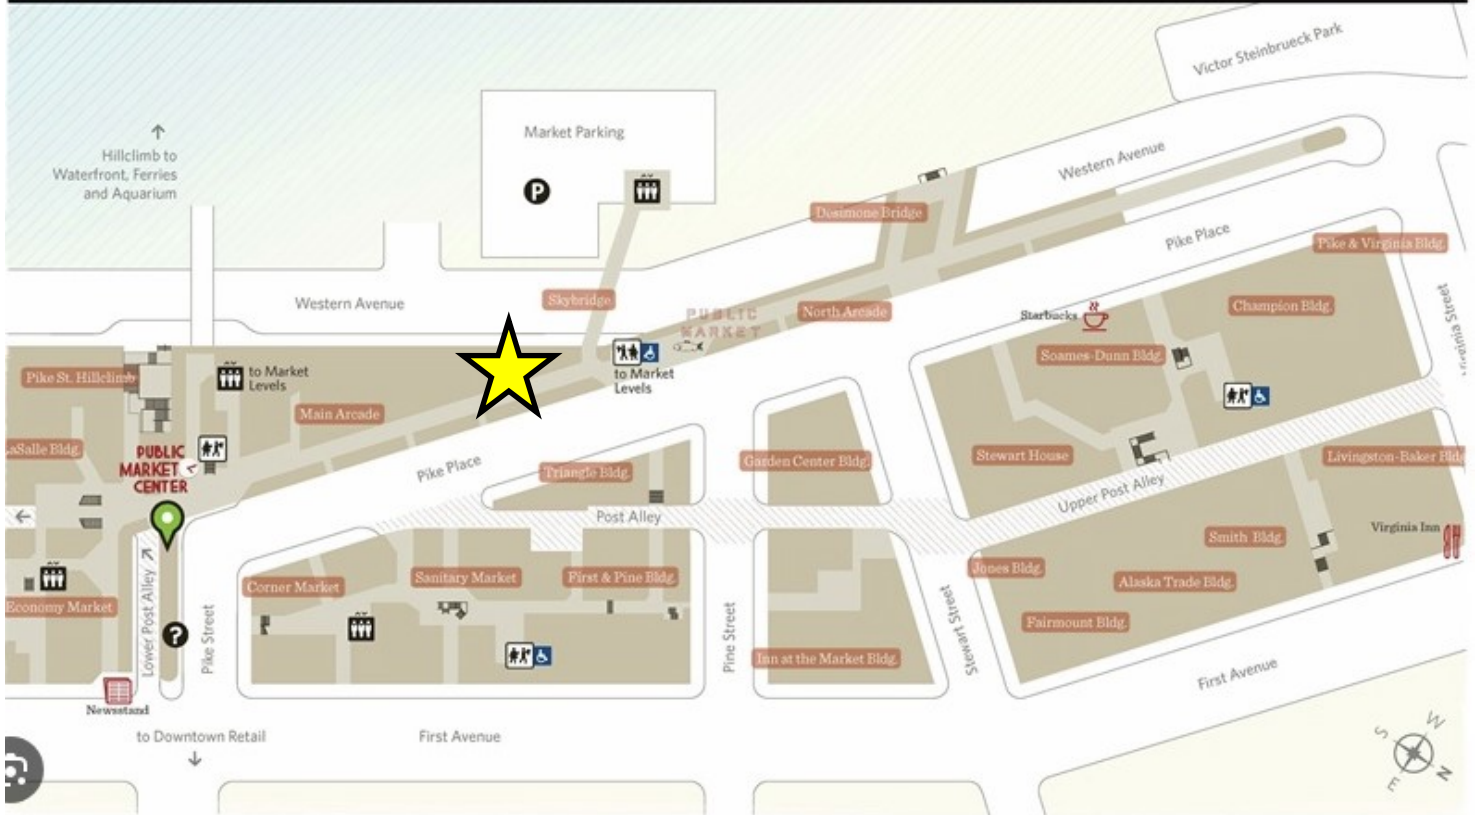 Victor Steinbrueck Park
Market Parking
P
Hillclimb to
Waterfront, Ferries
and Aquarium
Western Avenue
Desimone Bridge
Pike Place
Pike & Virginia Bldg.
Western Avenue
Skybridge
PUBLIC
MARKET
North Arcade
Starbucks
Champion Bldg.
Virginia Street
Soames-Dunn Bldg.
Pike St. Hillclimb
to Market
Levels
to Market
Levels
Main Arcade
LaSalle Bldg.
PUBLIC
MARKET
CENTER
Pike Place
Triangle Bldg.
Garden Center Bldg.
Stewart House
Livingston-Baker Bldg
Upper Post Alley
Post Alley
Smith Bldg.
Virginia Inn
Economy Market
Lower Post Alley
?
Pike Street
Corner Market
Sanitary Market
First & Pine Bldg.
Jones Bldg.
Alaska Trade Bldg.
Fairmount Bldg.
Pine Street
Inn at the Market Bldg.
Stewart Street
First Avenue
Newsstand
to Downtown Retail
First Avenue
S
W
E
N